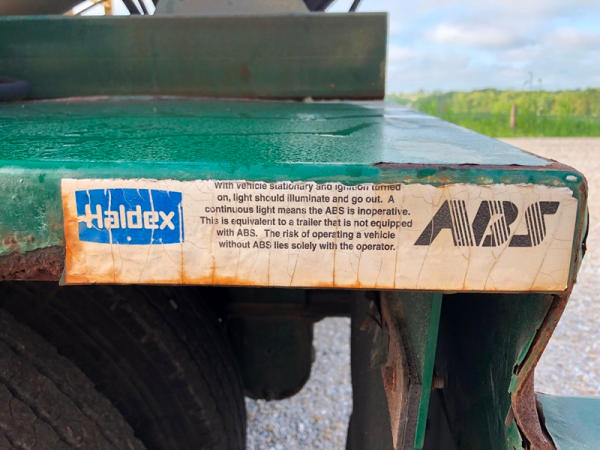 Haldex
With vehicle stationary and ignition turned
on, light should illuminate and go out. A
continuous light means the ABS is inoperative.
This is equivalent to a trailer that is not equipped
with ABS. The risk of operating a vehicle
without ABS lies solely with the operator.
ABS